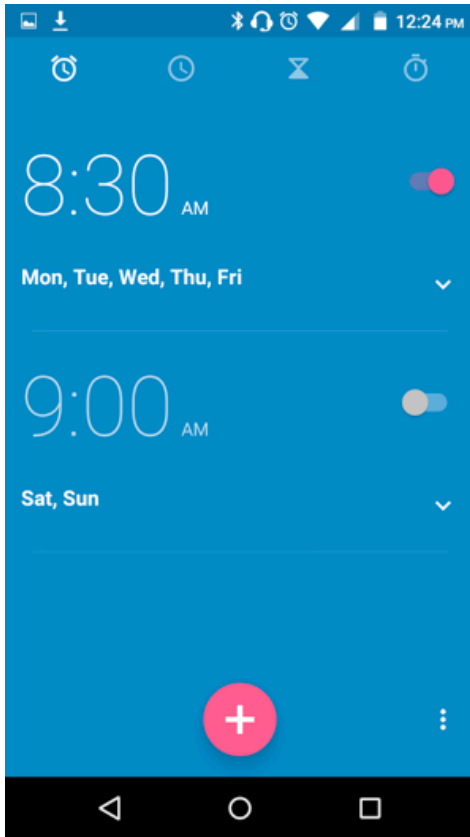 12:24 PM
8:30 AM
Mon, Tue, Wed, Thu, Fri
9:00 AM
Sat, Sun